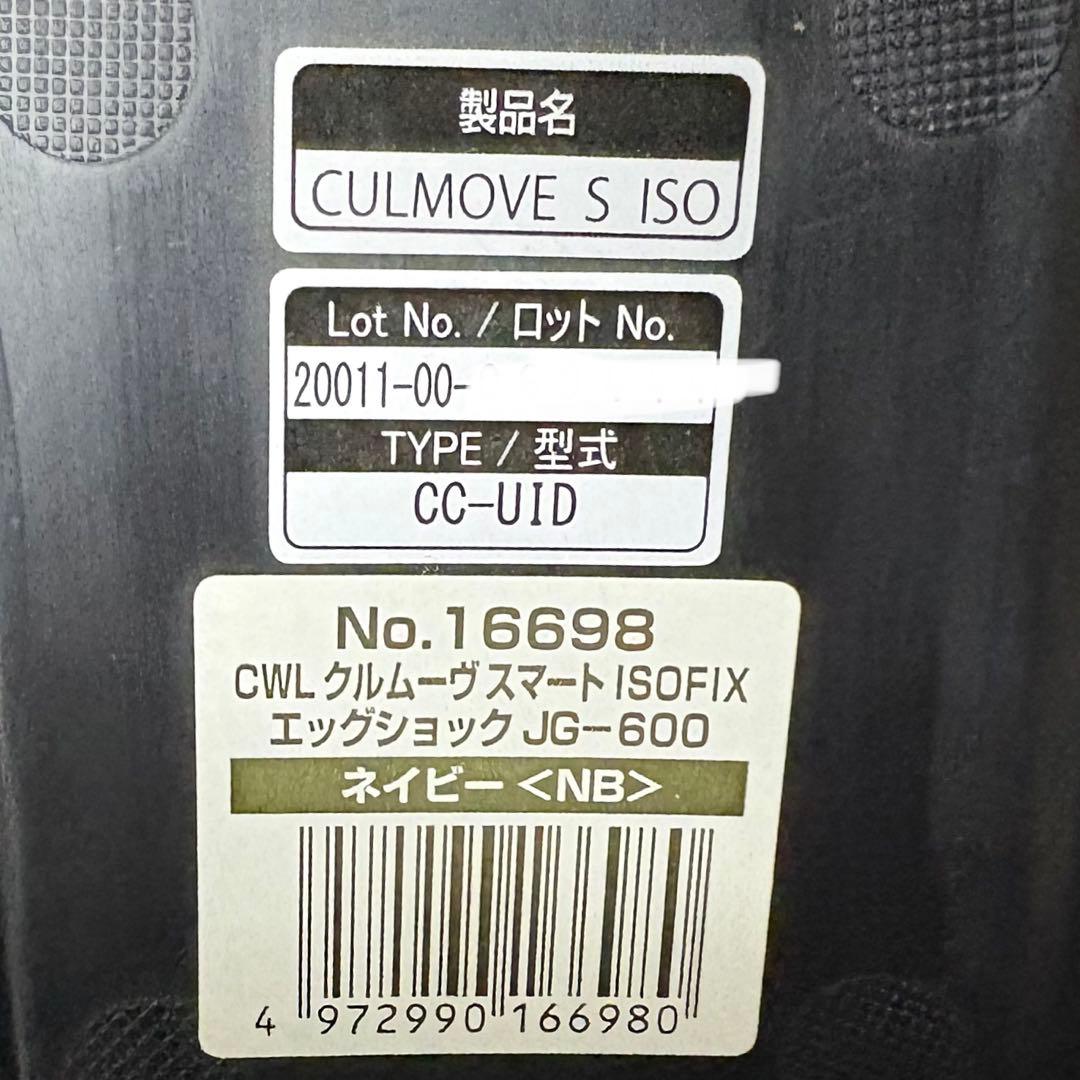 製品名
CULMOVE S ISO
Lot No. / ロット No.
20011-00-
TYPE / 型式
CC-UID
No.16698
CWL クルムーヴ スマート ISOFIX
エッグショック JG-600
ネイビー <NB>
4 972990 166980